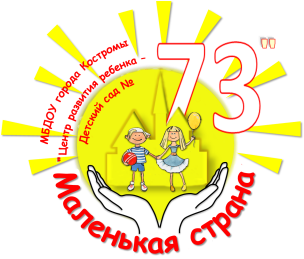 МБДОУ города Костромы
"Центр развития ребенка -
Детский сад № 73"
Маленькая страна